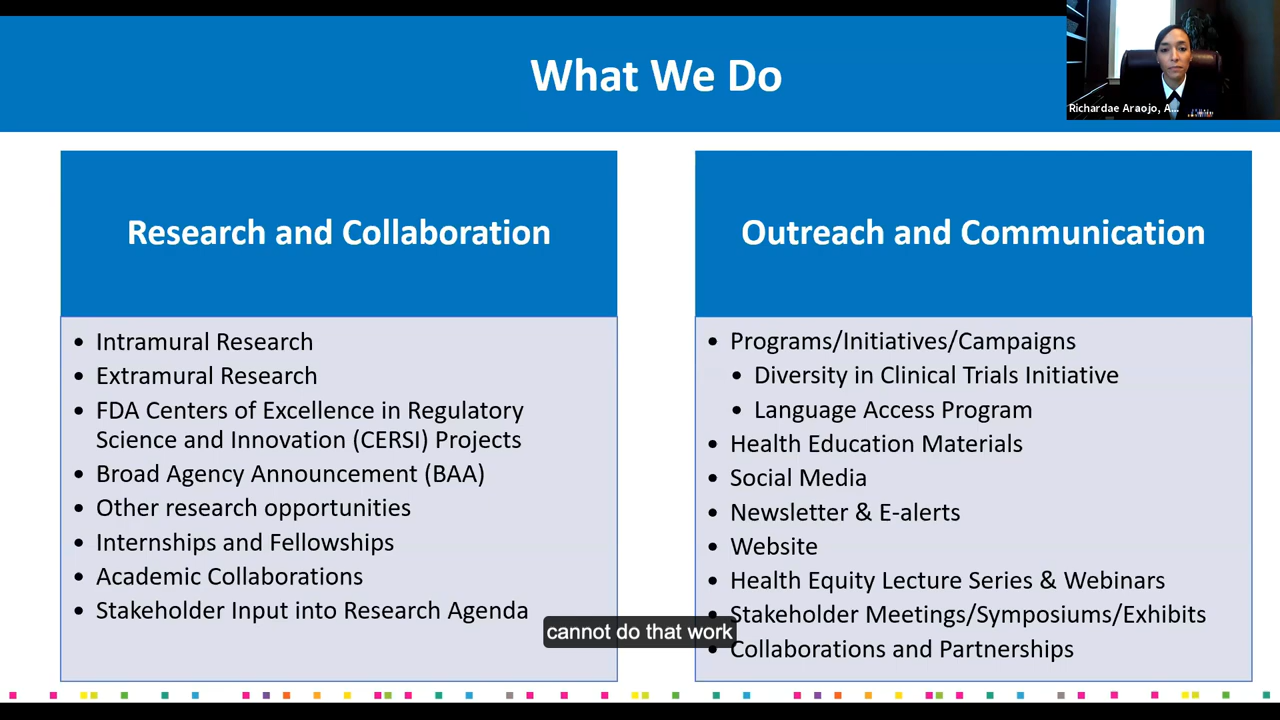 What We Do
Richardae Araojo, A...
Research and Collaboration
• Intramural Research
• Extramural Research
• FDA Centers of Excellence in Regulatory
Science and Innovation (CERSI) Projects
• Broad Agency Announcement (BAA)
• Other research opportunities
• Internships and Fellowships
• Academic Collaborations
• Stakeholder Input into Research Agenda
Outreach and Communication
• Programs/Initiatives/Campaigns
• Diversity in Clinical Trials Initiative
• Language Access Program
• Health Education Materials
• Social Media
• Newsletter & E-alerts
• Website
• Health Equity Lecture Series & Webinars
• Stakeholder Meetings/Symposiums/Exhibits
• Collaborations and Partnerships
cannot do that work